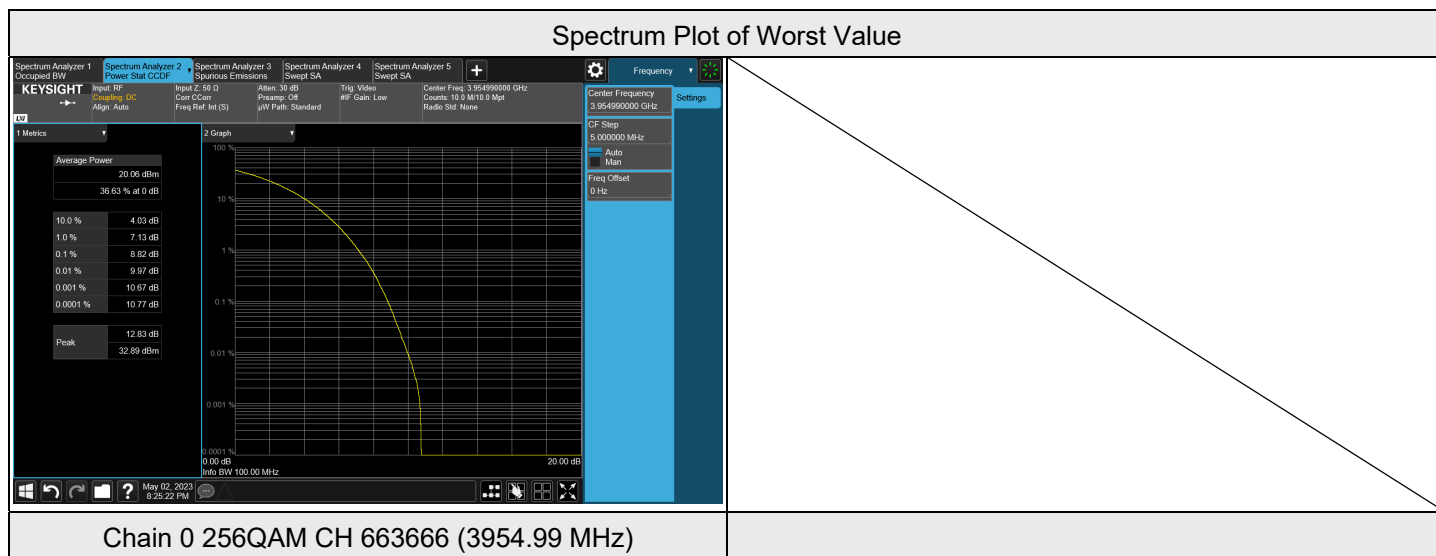 Spectrum Plot of Worst Value
Spectrum Analyzer 1
Occupied BW
Spectrum Analyzer 2
Power Stat CCDF
Spectrum Analyzer 3
Spurious Emissions
Spectrum Analyzer 4
Swept SA
Spectrum Analyzer 5
Swept SA
Frequency
KEYSIGHT
LXI
Input: RF
Coupling: DC
Align: Auto
Input Z: 50 Ω
Corr CCorr
Freq Ref: Int (S)
Atten: 30 dB
Preamp: Off
µW Path: Standard
Trig: Video
#IF Gain: Low
Center Freq: 3.954990000 GHz
Counts: 10.0 M/10.0 Mpt
Radio Std: None
Center Frequency
3.954990000 GHz
Settings
CF Step
5.000000 MHz
Auto
Man
Freq Offset
0 Hz
1 Metrics
Average Power
20.06 dBm
36.63 % at 0 dB
10.0 % 4.03 dB
1.0 % 7.13 dB
0.1 % 8.82 dB
0.01 % 9.97 dB
0.001 % 10.67 dB
0.0001 % 10.77 dB
Peak
12.83 dB
32.89 dBm
2 Graph
100 %
10 %
1 %
0.1 %
0.01 %
0.001 %
0.0001 %
0.00 dB 20.00 dB
Info BW 100.00 MHz
?
May 02, 2023
8:25:22 PM
Chain 0 256QAM CH 663666 (3954.99 MHz)